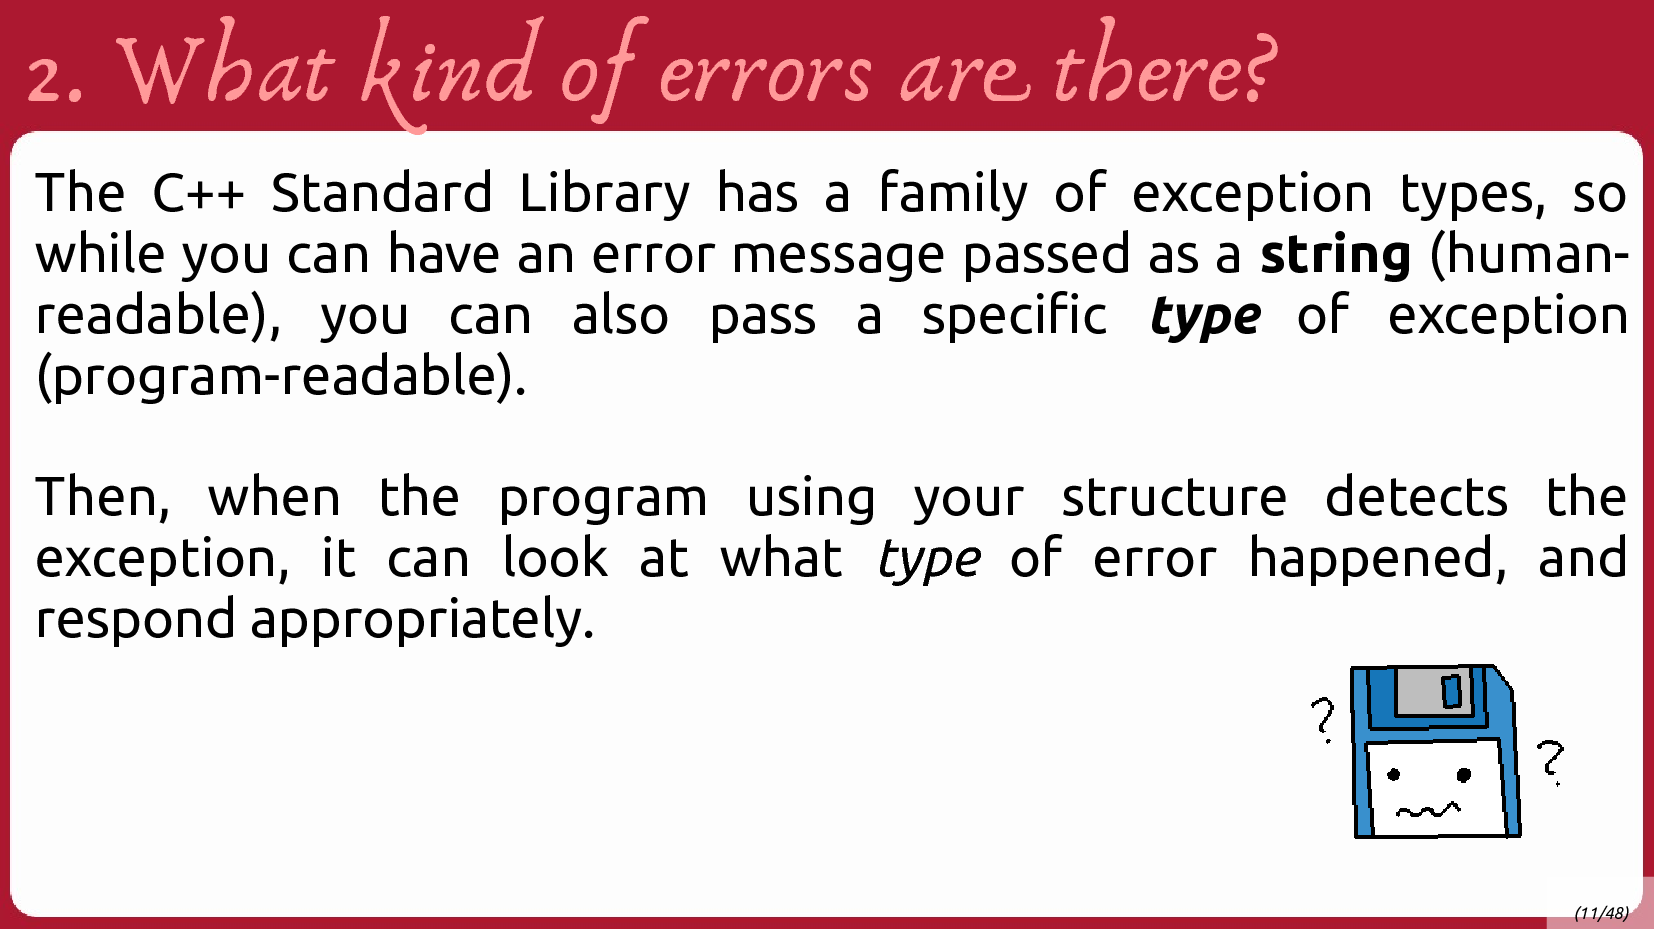 2. What kind of errors are there?
The C++ Standard Library has a family of exception types, so
while you can have an error message passed as a string (human-
readable), you can also pass a specific type of exception
(program-readable).
Then, when the program using your structure detects the
exception, it can look at what type of error happened, and
respond appropriately.
? ?
(11/48)